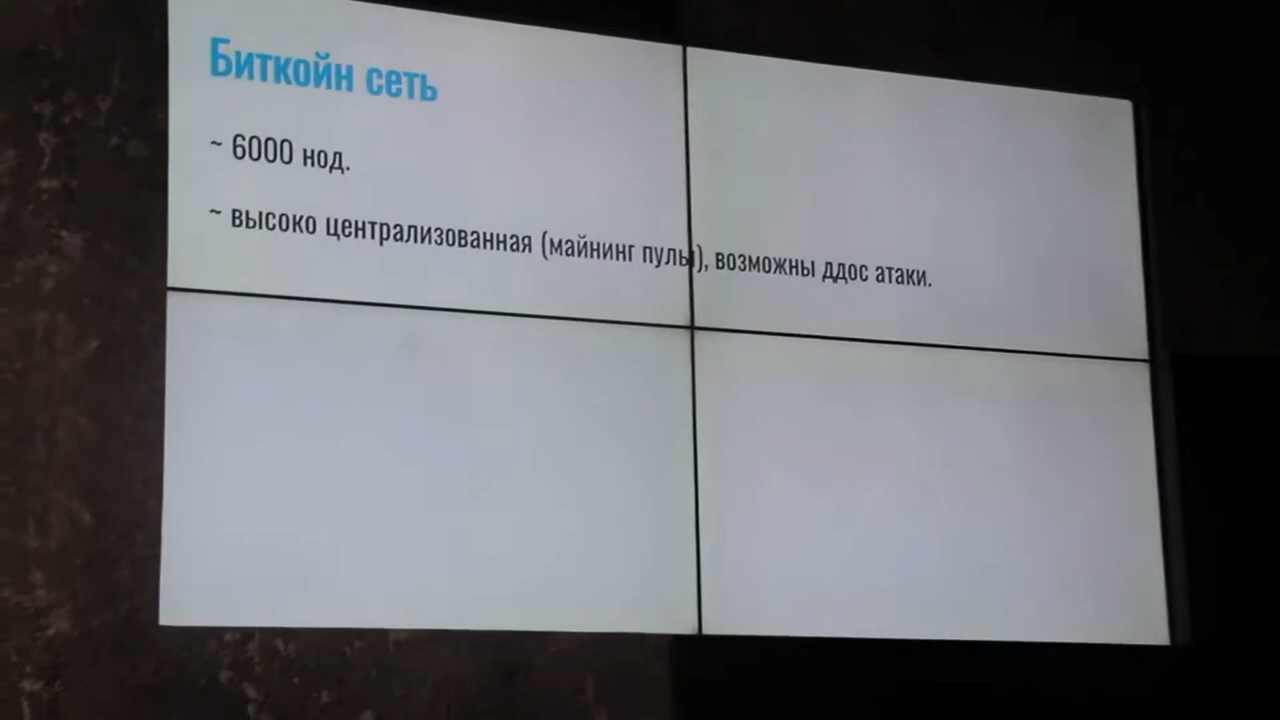 Биткойн сеть
~ 6000 нод.
~ высоко централизованная (майнинг пулы), возможны ддос атаки.